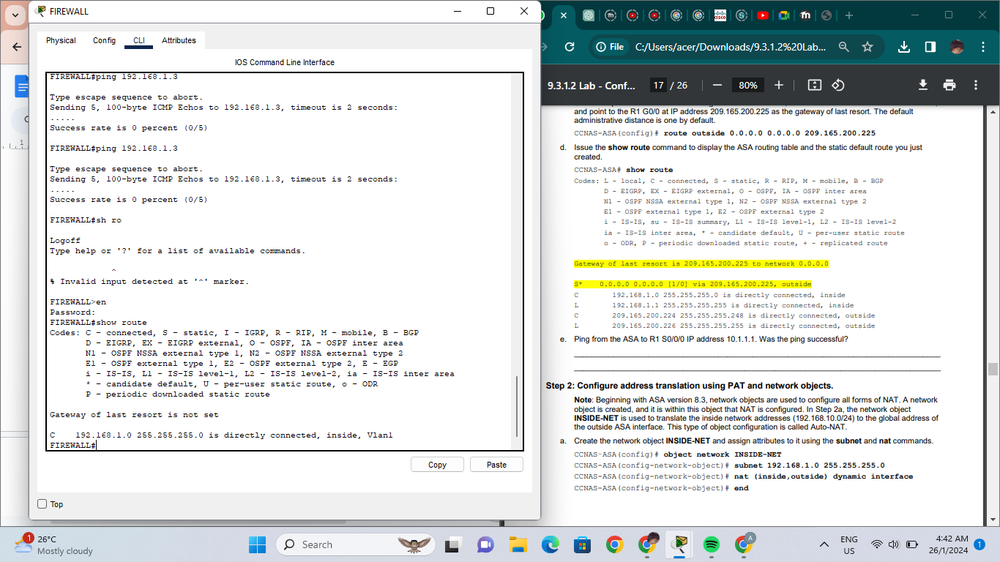 FIREWALL
Physical Config CLI Attributes
IOS Command Line Interface
FIREWALL#ping 192.168.1.3
Type escape sequence to abort.
Sending 5, 100-byte ICMP Echos to 192.168.1.3, timeout is 2 seconds:
.....
Success rate is 0 percent (0/5)
FIREWALL#ping 192.168.1.3
Type escape sequence to abort.
Sending 5, 100-byte ICMP Echos to 192.168.1.3, timeout is 2 seconds:
.....
Success rate is 0 percent (0/5)
FIREWALL#sh ro
Logoff
Type help or '?' for a list of available commands.
^
% Invalid input detected at '^' marker.
FIREWALL>en
Password:
FIREWALL#show route
Codes: C - connected, S - static, I - IGRP, R - RIP, M - mobile, B - BGP
D - EIGRP, EX - EIGRP external, O - OSPF, IA - OSPF inter area
N1 - OSPF NSSA external type 1, N2 - OSPF NSSA external type 2
E1 - OSPF external type 1, E2 - OSPF external type 2, E - EGP
i - IS-IS, L1 - IS-IS level-1, L2 - IS-IS level-2, ia - IS-IS inter area
* - candidate default, U - per-user static route, o - ODR
P - periodic downloaded static route
Gateway of last resort is not set
C 192.168.1.0 255.255.255.0 is directly connected, inside, Vlan1
FIREWALL#
Copy Paste
Top
File C:/Users/acer/Downloads/9.3.1.2%20Lab...
9.3.1.2 Lab - Conf... 17 / 26 80%
and point to the R1 G0/0 at IP address 209.165.200.225 as the gateway of last resort. The default
administrative distance is one by default.
CCNAS-ASA(config)# route outside 0.0.0.0 0.0.0.0 209.165.200.225
d. Issue the show route command to display the ASA routing table and the static default route you just
created.
CCNAS-ASA# show route
Codes: L - local, C - connected, S - static, R - RIP, M - mobile, B - BGP
D - EIGRP, EX - EIGRP external, O - OSPF, IA - OSPF inter area
N1 - OSPF NSSA external type 1, N2 - OSPF NSSA external type 2
E1 - OSPF external type 1, E2 - OSPF external type 2
i - IS-IS, su - IS-IS summary, L1 - IS-IS level-1, L2 - IS-IS level-2
ia - IS-IS inter area, * - candidate default, U - per-user static route
o - ODR, P - periodic downloaded static route, + - replicated route
Gateway of last resort is 209.165.200.225 to network 0.0.0.0
S* 0.0.0.0 0.0.0.0 [1/0] via 209.165.200.225, outside
C 192.168.1.0 255.255.255.0 is directly connected, inside
L 192.168.1.1 255.255.255.255 is directly connected, inside
C 209.165.200.224 255.255.255.248 is directly connected, outside
L 209.165.200.226 255.255.255.255 is directly connected, outside
e. Ping from the ASA to R1 S0/0/0 IP address 10.1.1.1. Was the ping successful?
Step 2: Configure address translation using PAT and network objects.
Note: Beginning with ASA version 8.3, network objects are used to configure all forms of NAT. A network
object is created, and it is within this object that NAT is configured. In Step 2a, the network object
INSIDE-NET is used to translate the inside network addresses (192.168.10.0/24) to the global address of
the outside ASA interface. This type of object configuration is called Auto-NAT.
a. Create the network object INSIDE-NET and assign attributes to it using the subnet and nat commands.
CCNAS-ASA(config)# object network INSIDE-NET
CCNAS-ASA(config-network-object)# subnet 192.168.1.0 255.255.255.0
CCNAS-ASA(config-network-object)# nat (inside,outside) dynamic interface
CCNAS-ASA(config-network-object)# end
1
26°C
Mostly cloudy
Search
ENG
US
4:42 AM
26/1/2024
1